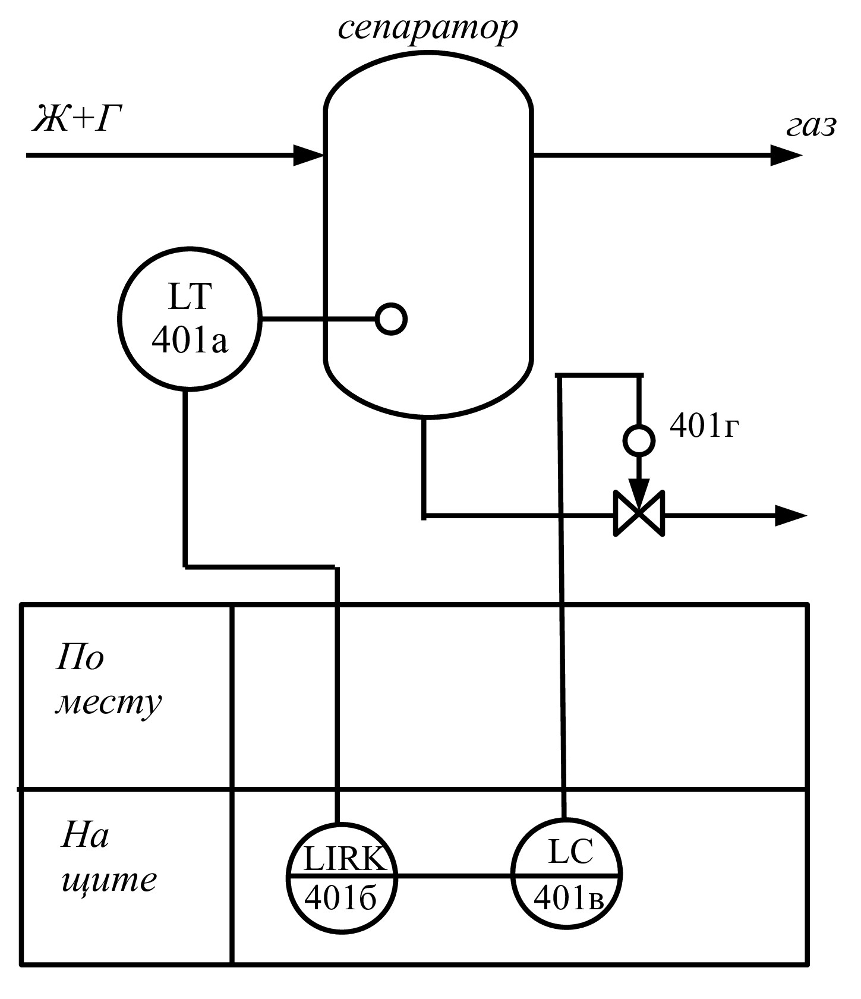 сепаратор
Ж+Г
газ
LT
401а
401г
По
месту
На
щите
LIRK
401б
LC
401в